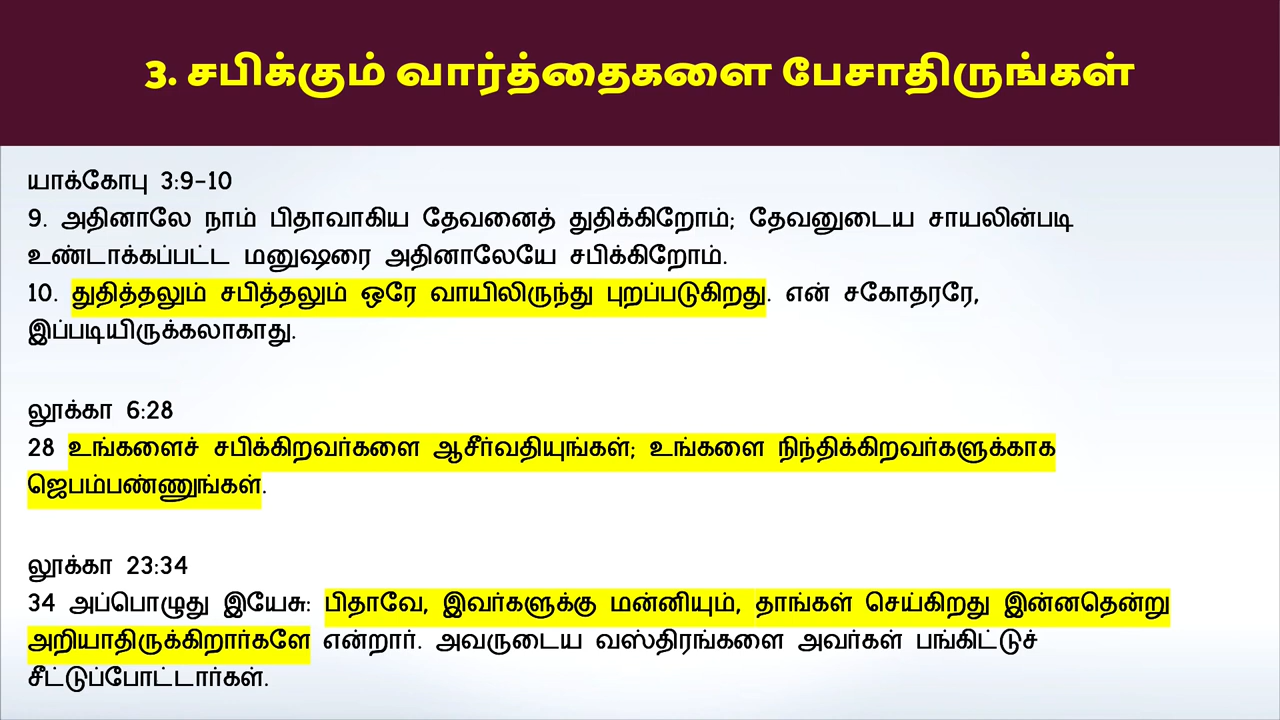 3. சபிக்கும் வார்த்தைகளை பேசாதிருங்கள்
யாக்கோபு 3:9-10
9. அதினாலே நாம் பிதாவாகிய தேவனைத் துதிக்கிறோம்; தேவனுடைய சாயலின்படி
உண்டாக்கப்பட்ட மனுஷரை அதினாலேயே சபிக்கிறோம்.
10. துதித்தலும் சபித்தலும் ஒரே வாயிலிருந்து புறப்படுகிறது. என் சகோதரரே,
இப்படியிருக்கலாகாது.
லூக்கா 6:28
28 உங்களைச் சபிக்கிறவர்களை ஆசீர்வதியுங்கள்; உங்களை நிந்திக்கிறவர்களுக்காக
ஜெபம்பண்ணுங்கள்.
லூக்கா 23:34
34 அப்பொழுது இயேசு: பிதாவே, இவர்களுக்கு மன்னியும், தாங்கள் செய்கிறது இன்னதென்று
அறியாதிருக்கிறார்களே என்றார். அவருடைய வஸ்திரங்களை அவர்கள் பங்கிட்டுச்
சீட்டுப்போட்டார்கள்.